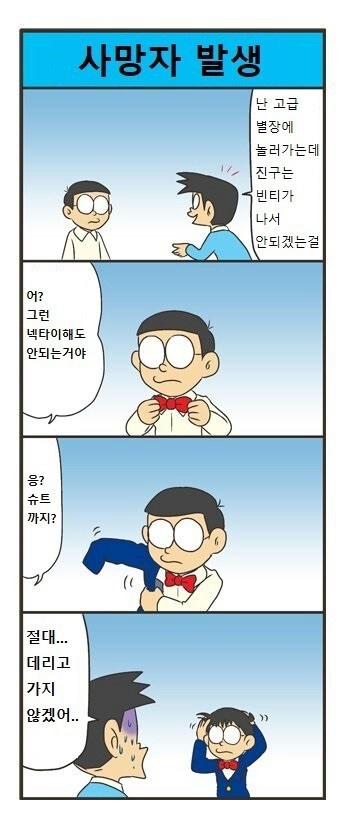 사망자 발생
난 고급
별장에
놀러가는데
진구는
빈티가
나서
안되겠는걸
어?
그런
넥타이해도
안되는거야
응?
슈트
까지?
절대...
데리고
가지
않겠어..